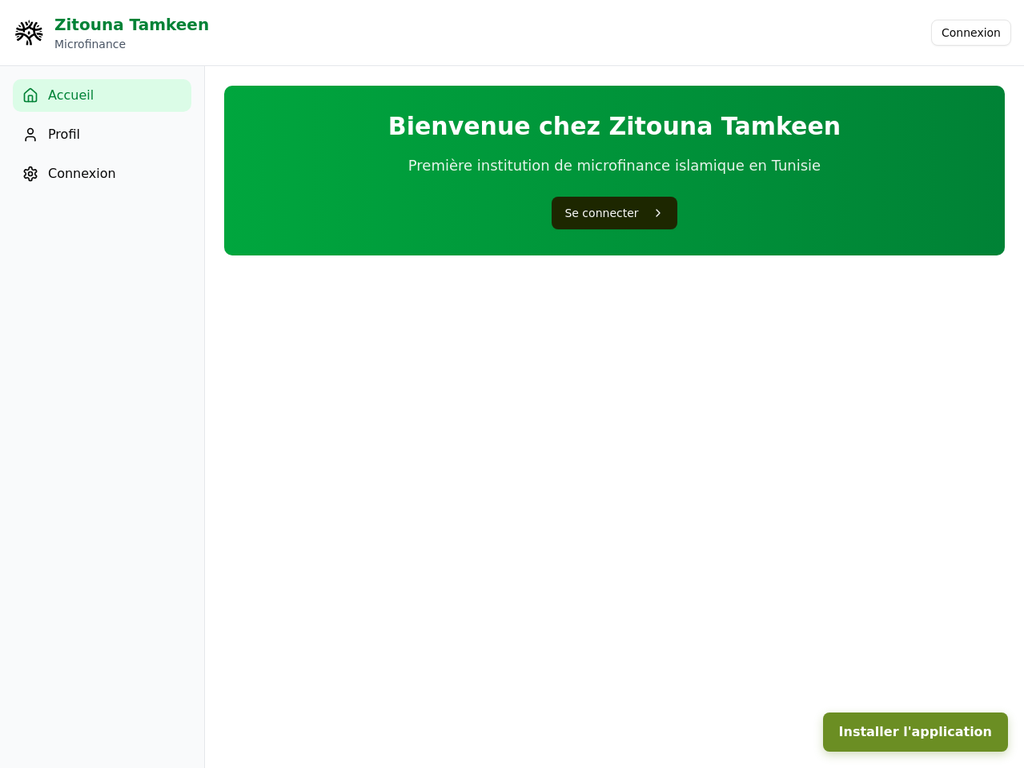 Zitouna Tamkeen
Microfinance
Connexion
Accueil
Profil
Connexion
Bienvenue chez Zitouna Tamkeen
Première institution de microfinance islamique en Tunisie
Se connecter
Installer l'application